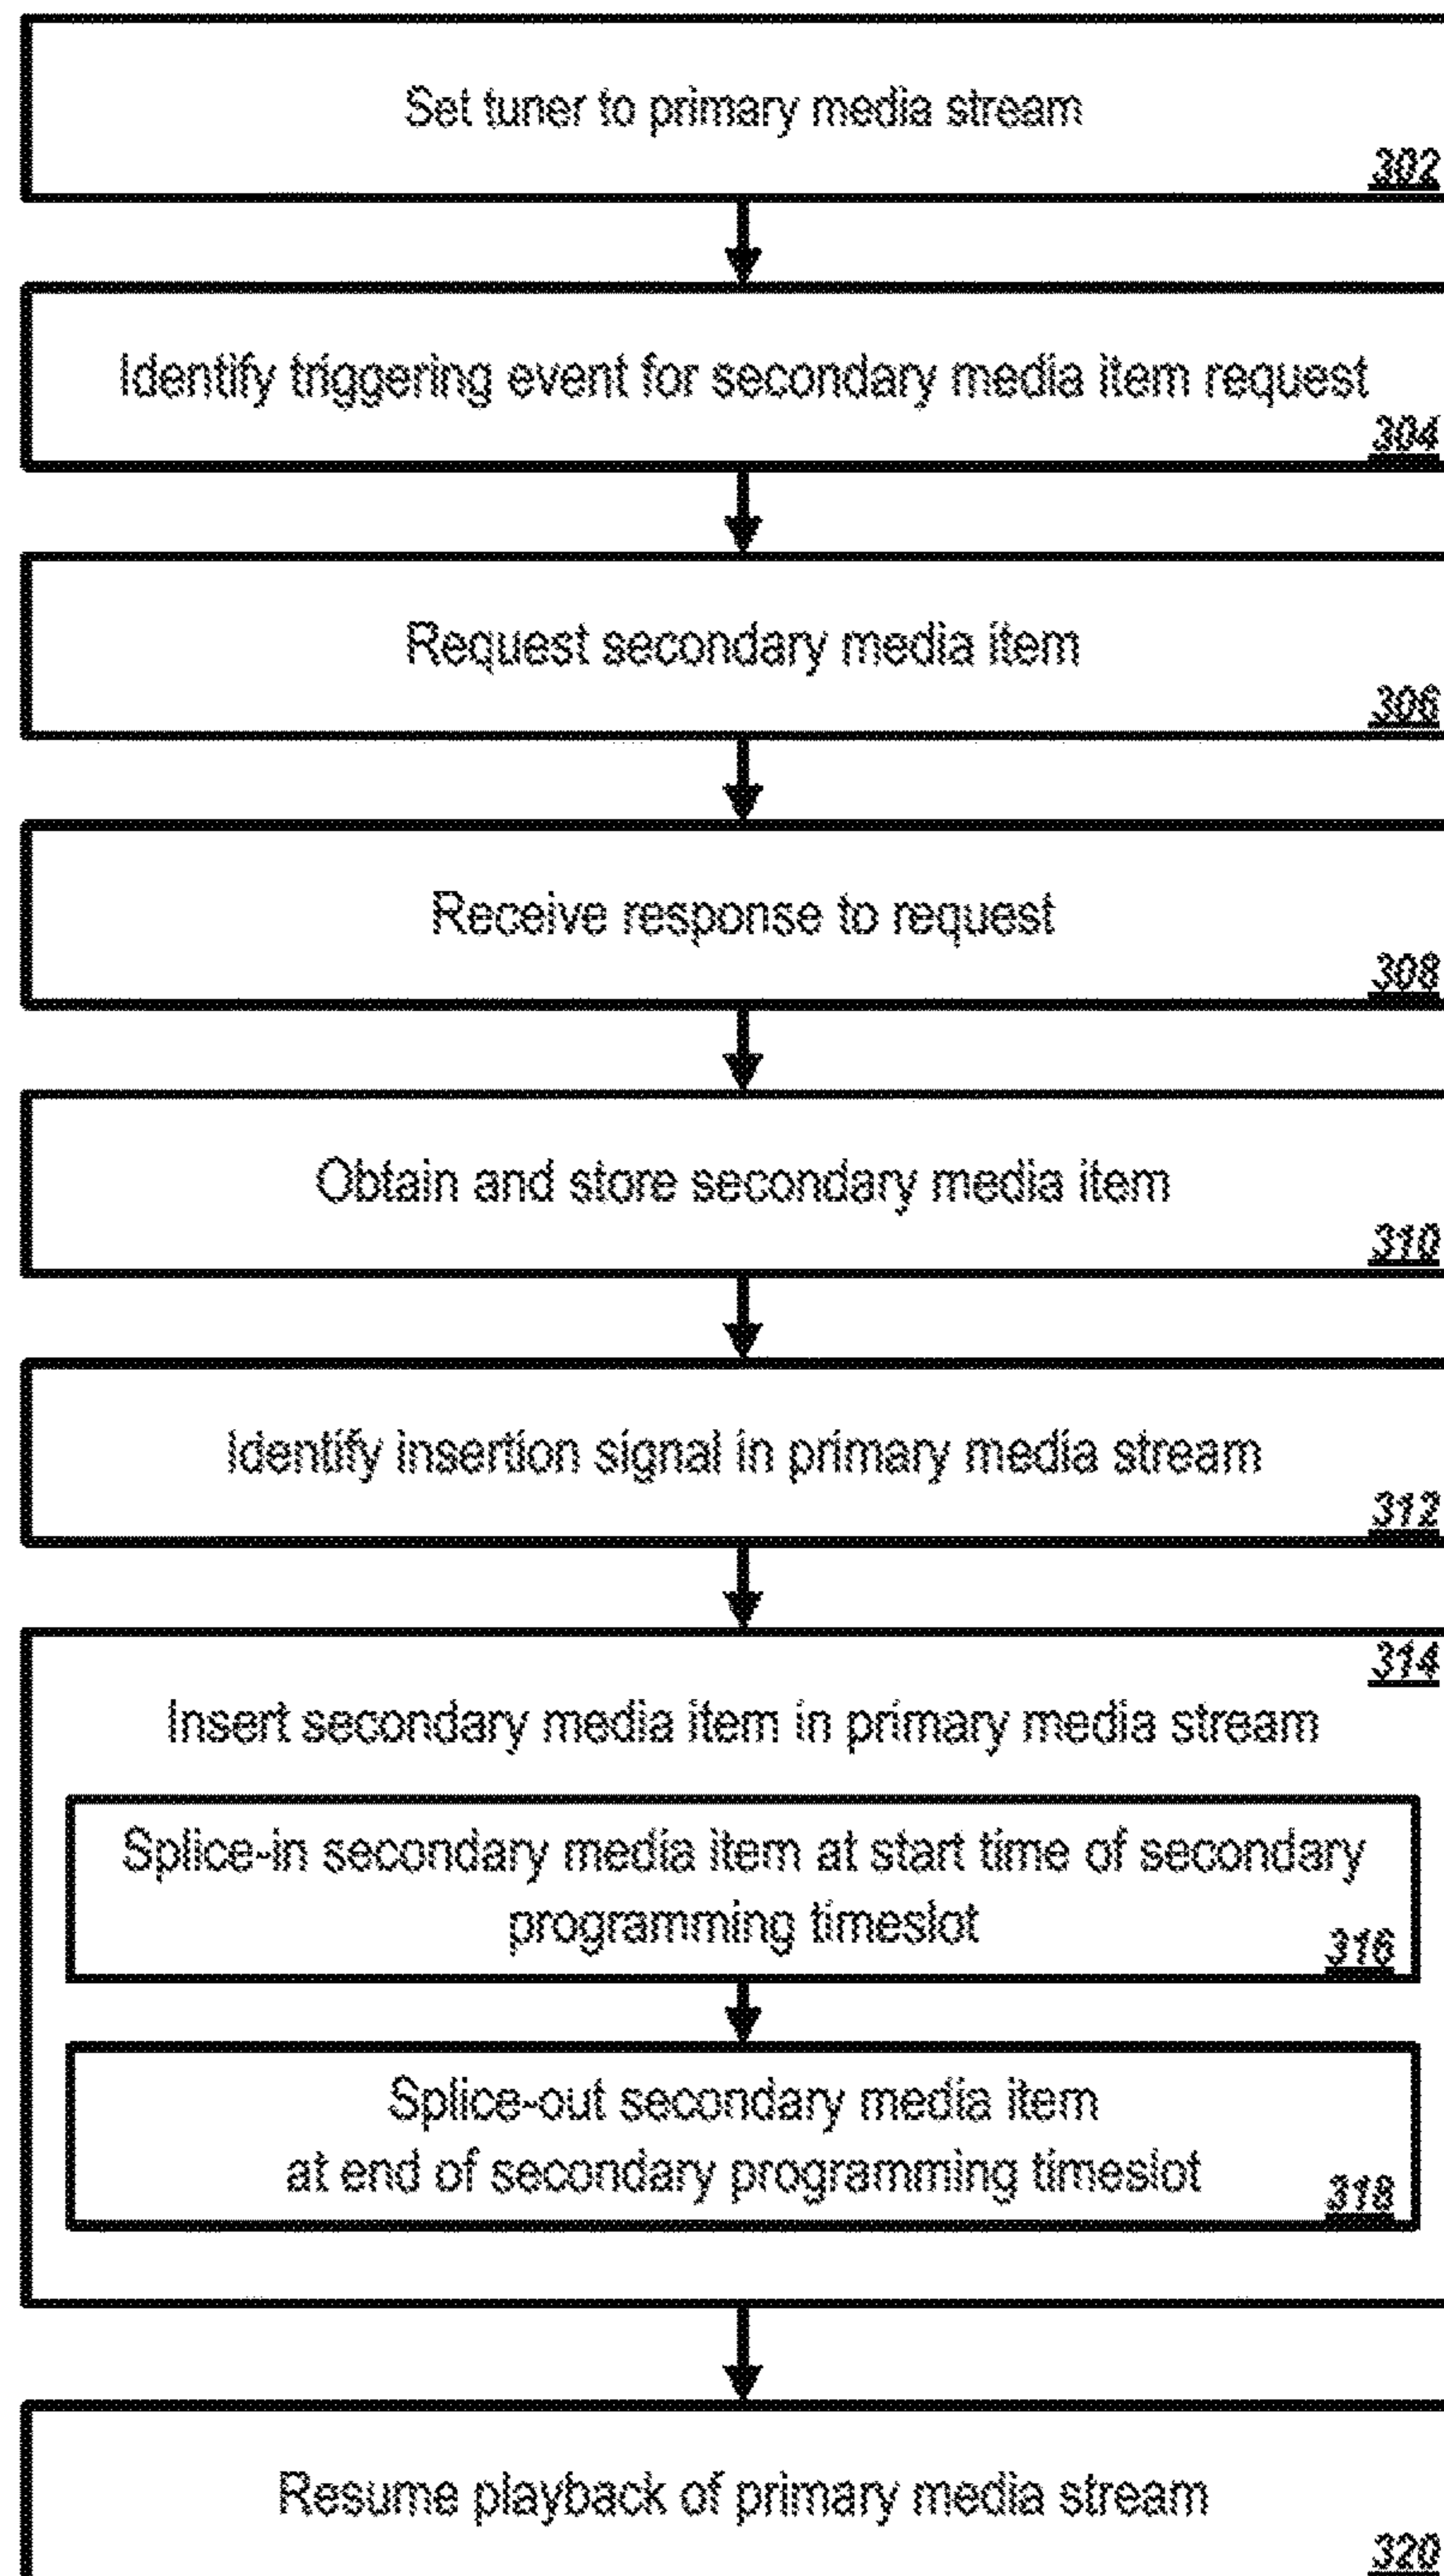 Set tuner to primary media stream
302
Identify triggering event for secondary media item request
304
Request secondary media item
306
Receive response to request
308
Obtain and store secondary media item
310
Identify insertion signal in primary media stream
312
314
Insert secondary media item in primary media stream
Splice-in secondary media item at start time of secondary
programming timeslot
316
Splice-out secondary media item
at end of secondary programming timeslot
318
Resume playback of primary media stream
320